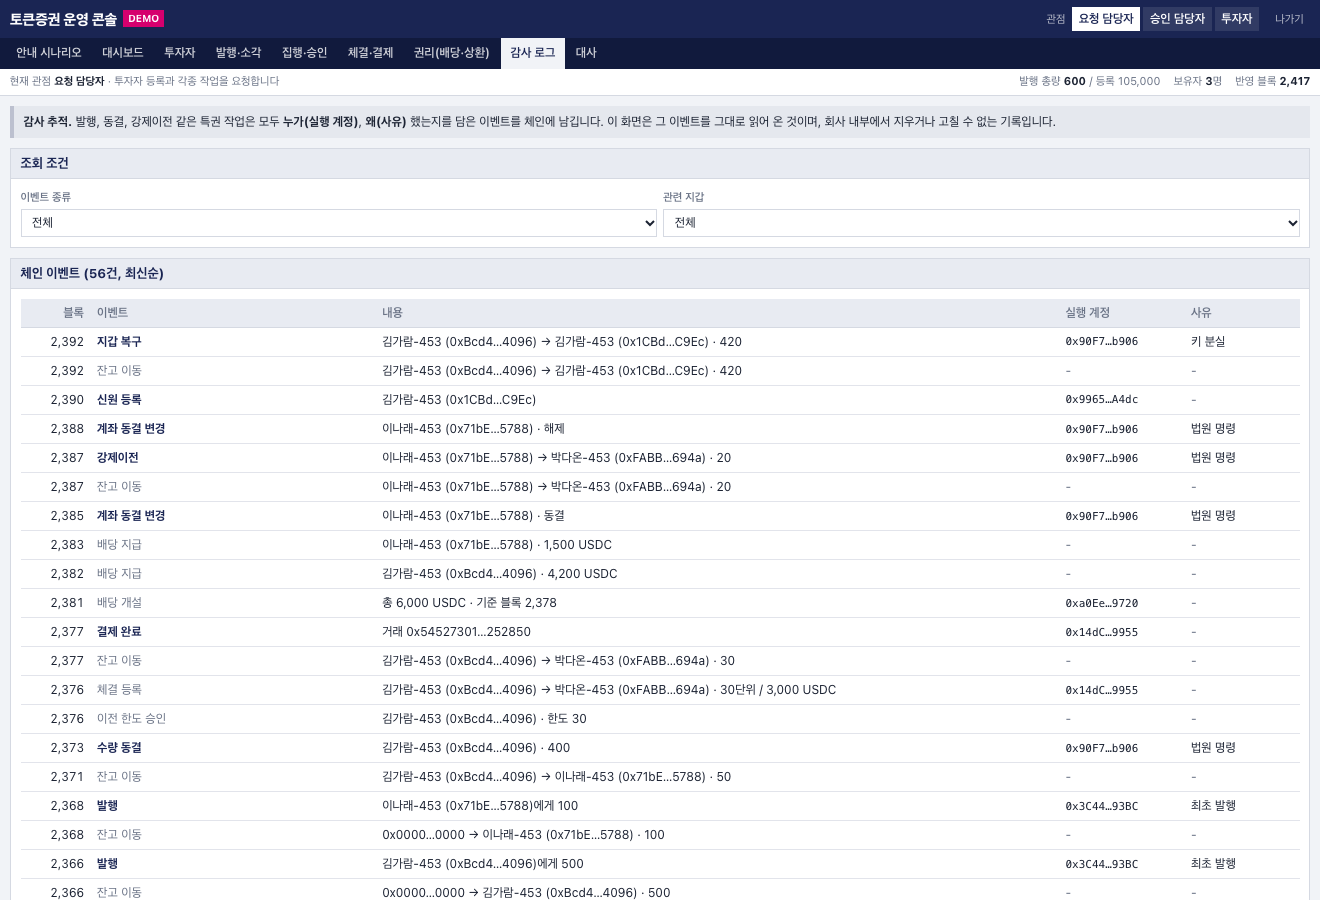 토큰증권 운영 콘솔 DEMO 관점 요청 담당자 승인 담당자 투자자 나가기
안내 시나리오 대시보드 투자자 발행·소각 집행·승인 체결·결제 권리(배당·상환) 감사 로그 대사
현재 관점 요청 담당자 · 투자자 등록과 각종 작업을 요청합니다 발행 총량 600 / 등록 105,000 보유자 3명 반영 블록 2,417
감사 추적. 발행, 동결, 강제이전 같은 특권 작업은 모두 누가(실행 계정), 왜(사유) 했는지를 담은 이벤트를 체인에 남깁니다. 이 화면은 그 이벤트를 그대로 읽어 온 것이며, 회사 내부에서 지우거나 고칠 수 없는 기록입니다.
조회 조건
이벤트 종류 관련 지갑
전체 전체
체인 이벤트 (56건, 최신순)
블록 이벤트 내용 실행 계정 사유
2,392 지갑 복구 김가람-453 (0xBcd4…4096) → 김가람-453 (0x1CBd…C9Ec) · 420 0x90F7…b906 키 분실
2,392 잔고 이동 김가람-453 (0xBcd4…4096) → 김가람-453 (0x1CBd…C9Ec) · 420 - -
2,390 신원 등록 김가람-453 (0x1CBd…C9Ec) 0x9965…A4dc -
2,388 계좌 동결 변경 이나래-453 (0x71bE…5788) · 해제 0x90F7…b906 법원 명령
2,387 강제이전 이나래-453 (0x71bE…5788) → 박다온-453 (0xFABB…694a) · 20 0x90F7…b906 법원 명령
2,387 잔고 이동 이나래-453 (0x71bE…5788) → 박다온-453 (0xFABB…694a) · 20 - -
2,385 계좌 동결 변경 이나래-453 (0x71bE…5788) · 동결 0x90F7…b906 법원 명령
2,383 배당 지급 이나래-453 (0x71bE…5788) · 1,500 USDC - -
2,382 배당 지급 김가람-453 (0xBcd4…4096) · 4,200 USDC - -
2,381 배당 개설 총 6,000 USDC · 기준 블록 2,378 0xa0Ee…9720 -
2,377 결제 완료 거래 0x54527301…252850 0x14dC…9955 -
2,377 잔고 이동 김가람-453 (0xBcd4…4096) → 박다온-453 (0xFABB…694a) · 30 - -
2,376 체결 등록 김가람-453 (0xBcd4…4096) → 박다온-453 (0xFABB…694a) · 30단위 / 3,000 USDC 0x14dC…9955 -
2,376 이전 한도 승인 김가람-453 (0xBcd4…4096) · 한도 30 - -
2,373 수량 동결 김가람-453 (0xBcd4…4096) · 400 0x90F7…b906 법원 명령
2,371 잔고 이동 김가람-453 (0xBcd4…4096) → 이나래-453 (0x71bE…5788) · 50 - -
2,368 발행 이나래-453 (0x71bE…5788)에게 100 0x3C44…93BC 최초 발행
2,368 잔고 이동 0x0000…0000 → 이나래-453 (0x71bE…5788) · 100 - -
2,366 발행 김가람-453 (0xBcd4…4096)에게 500 0x3C44…93BC 최초 발행
2,366 잔고 이동 0x0000…0000 → 김가람-453 (0xBcd4…4096) · 500 - -